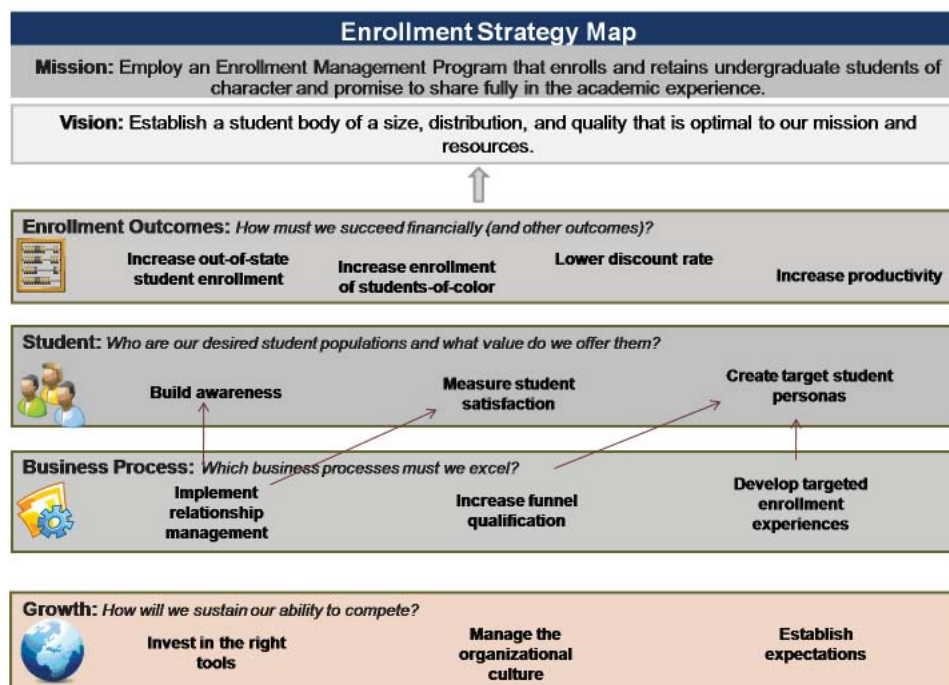 Enrollment Strategy Map
Mission: Employ an Enrollment Management Program that enrolls and retains undergraduate students of
character and promise to share fully in the academic experience.
Vision: Establish a student body of a size, distribution, and quality that is optimal to our mission and
resources.
Enrollment Outcomes: How must we succeed financially (and other outcomes)?
Increase out-of-state
student enrollment
Increase enrollment
of students-of-color
Lower discount rate
Increase productivity
Student: Who are our desired student populations and what value do we offer them?
Build awareness
Measure student
satisfaction
Create target student
personas
Business Process: Which business processes must we excel?
Implement
relationship
management
Increase funnel
qualification
Develop targeted
enrollment
experiences
Growth: How will we sustain our ability to compete?
Invest in the right
tools
Manage the
organizational
culture
Establish
expectations